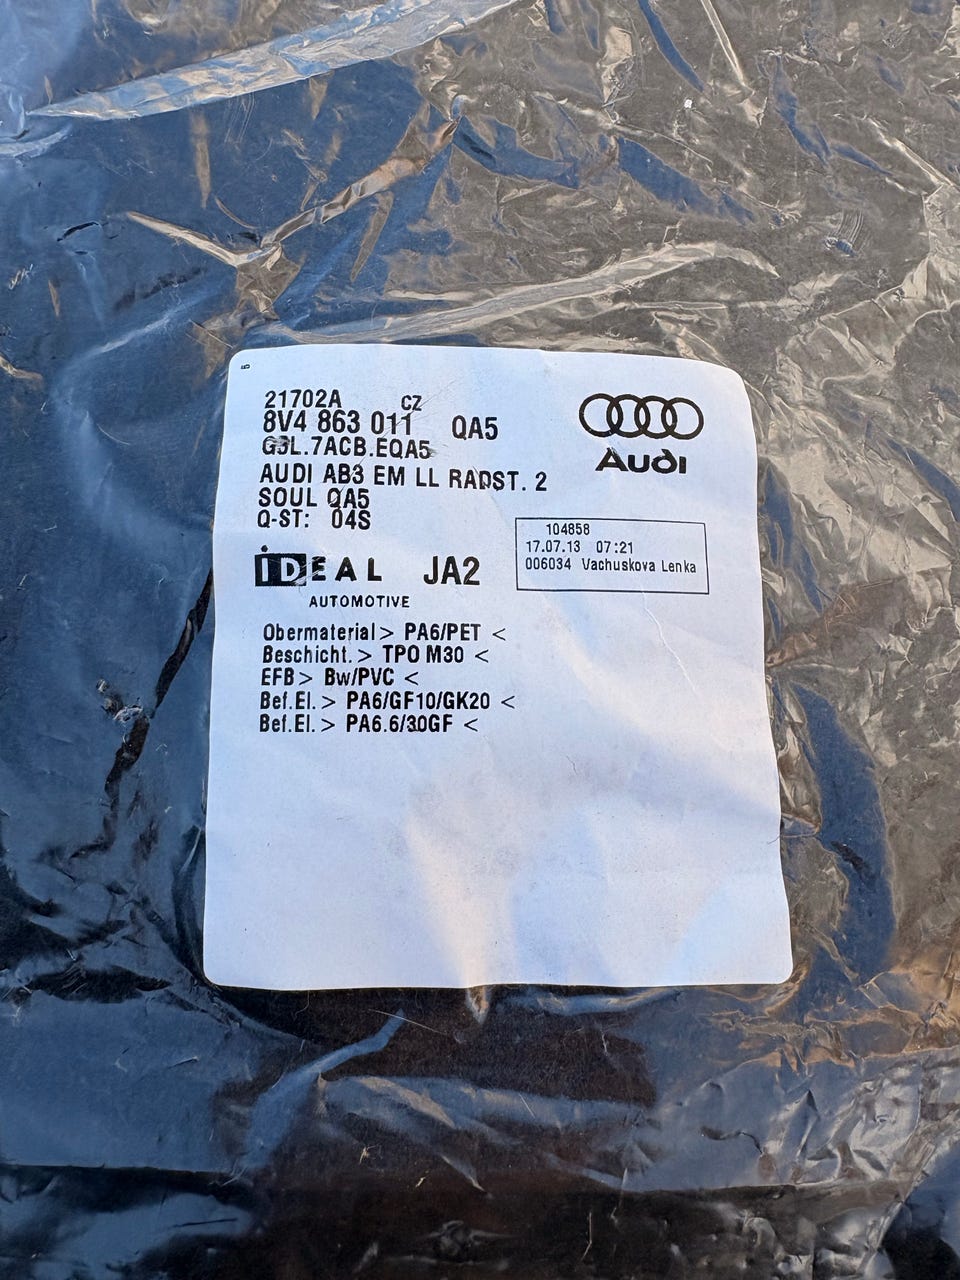 21702A CZ
8V4 863 011 QA5
G3L.7ACB.EQA5
AUDI AB3 EM LL RADST. 2
SOUL QA5
Q-ST: 04S
Audi
104858
17.07.13 07:21
006034 Vachuskova Lenka
iDEAL JA2
AUTOMOTIVE
Obermaterial> PA6/PET <
Beschicht.> TPO M30 <
EFB> Bw/PVC <
Bef.El.> PA6/GF10/GK20 <
Bef.El.> PA6.6/30GF <